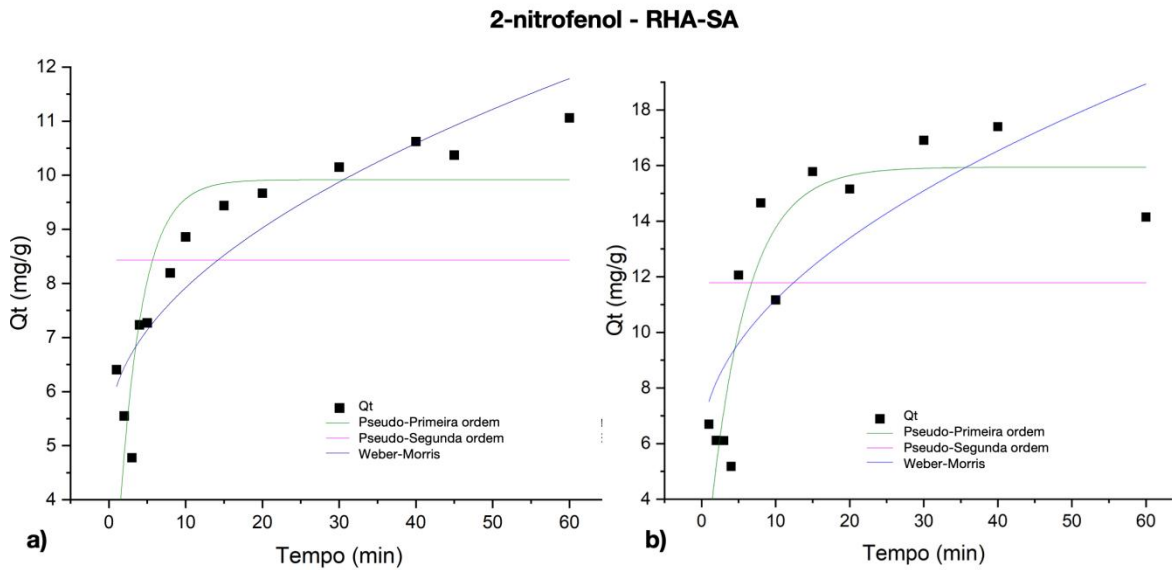 2-nitrofenol - RHA-SA
12
11
10
9
8
7
6
5
4
Qt (mg/g)
Qt
Pseudo-Primeira ordem
Pseudo-Segunda ordem
Weber-Morris
0 10 20 30 40 50 60
a)
Tempo (min)
18
16
14
12
10
8
6
4
Qt (mg/g)
Qt
Pseudo-Primeira ordem
Pseudo-Segunda ordem
Weber-Morris
0 10 20 30 40 50 60
b)
Tempo (min)